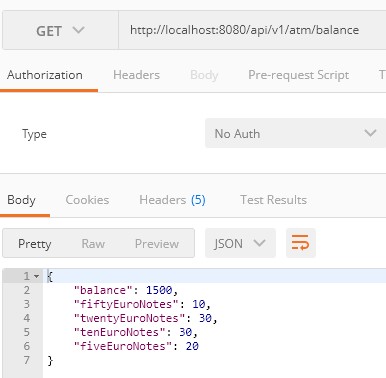 GET http://localhost:8080/api/v1/atm/balance
Authorization Headers Body Pre-request Script T
Type No Auth
Body Cookies Headers (5) Test Results
Pretty Raw Preview JSON
1 {
2 "balance": 1500,
3 "fiftyEuroNotes": 10,
4 "twentyEuroNotes": 30,
5 "tenEuroNotes": 30,
6 "fiveEuroNotes": 20
7 }